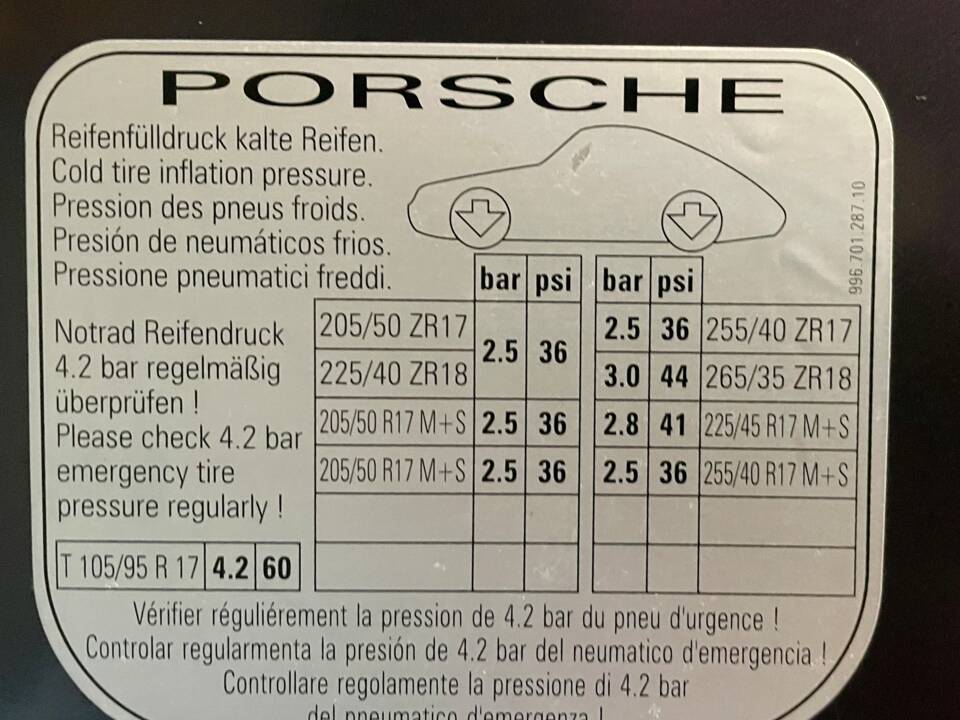 PORSCHE
Reifenfülldruck kalte Reifen.
Cold tire inflation pressure.
Pression des pneus froids.
Presión de neumáticos frios.
Pressione pneumatici freddi.
996.701.287.10
bar psi bar psi
Notrad Reifendruck
4.2 bar regelmäßig
überprüfen !
Please check 4.2 bar
emergency tire
pressure regularly !
T 105/95 R 17 4.2 60
205/50 ZR17 2.5 36 2.5 36 255/40 ZR17
225/40 ZR18 3.0 44 265/35 ZR18
205/50 R17 M+S 2.5 36 2.8 41 225/45 R17 M+S
205/50 R17 M+S 2.5 36 2.5 36 255/40 R17 M+S
Vérifier réguliérement la pression de 4.2 bar du pneu d'urgence !
Controlar regularmenta la presión de 4.2 bar del neumatico d'emergencia !
Controllare regolamente la pressione di 4.2 bar
del pneumatico d'emergenza !